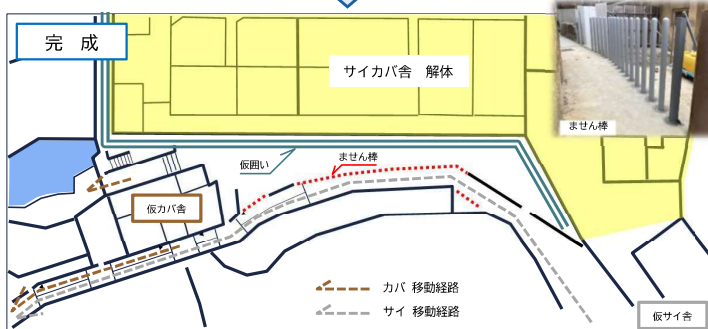 完 成
サイカバ舎 解体
ません棒
仮囲い
ません棒
仮カバ舎
カバ 移動経路
サイ 移動経路
仮サイ舎